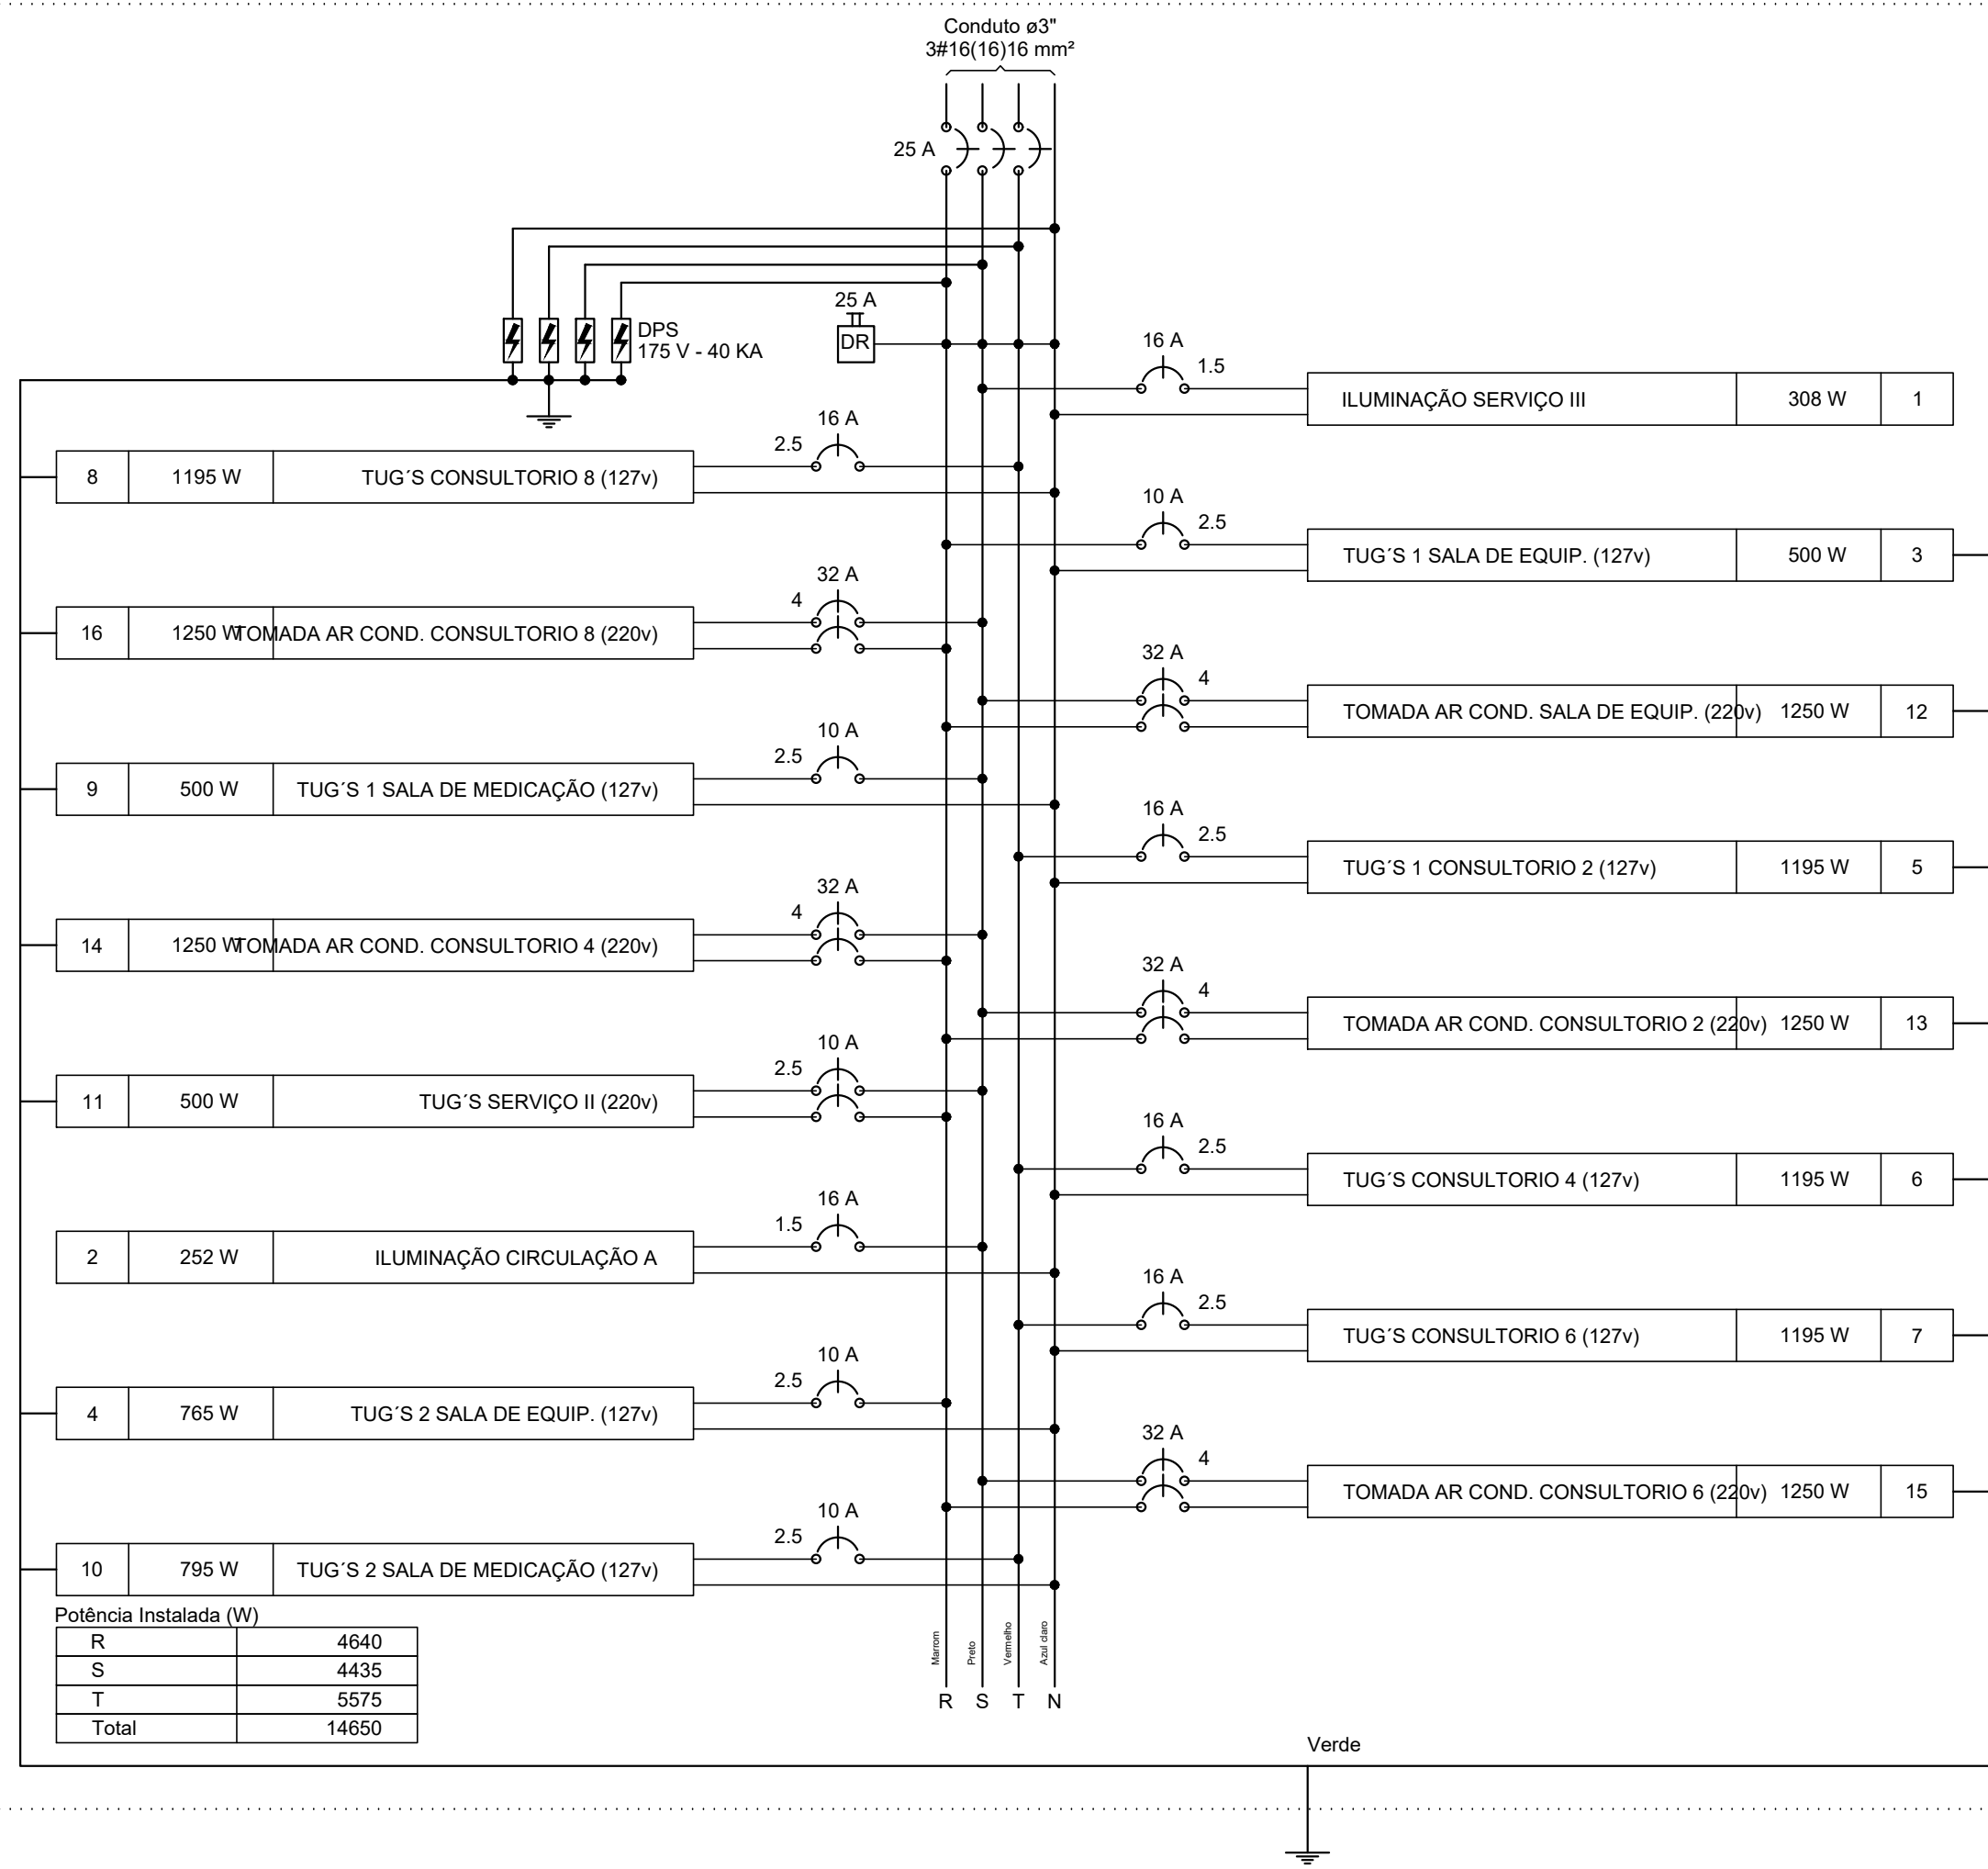 Conduto ø3"
3#16(16)16 mm²
25 A
25 A
DR
DPS
175 V - 40 KA
16 A
1.5
ILUMINAÇÃO SERVIÇO III 308 W 1
16 A
2.5
8 1195 W TUG´S CONSULTORIO 8 (127v)
10 A
2.5
TUG´S 1 SALA DE EQUIP. (127v) 500 W 3
32 A
4
16 1250 W TOMADA AR COND. CONSULTORIO 8 (220v)
32 A
4
TOMADA AR COND. SALA DE EQUIP. (220v) 1250 W 12
10 A
2.5
9 500 W TUG´S 1 SALA DE MEDICAÇÃO (127v)
16 A
2.5
TUG´S 1 CONSULTORIO 2 (127v) 1195 W 5
32 A
4
14 1250 W TOMADA AR COND. CONSULTORIO 4 (220v)
32 A
4
TOMADA AR COND. CONSULTORIO 2 (220v) 1250 W 13
10 A
2.5
11 500 W TUG´S SERVIÇO II (220v)
16 A
2.5
TUG´S CONSULTORIO 4 (127v) 1195 W 6
16 A
1.5
2 252 W ILUMINAÇÃO CIRCULAÇÃO A
16 A
2.5
TUG´S CONSULTORIO 6 (127v) 1195 W 7
10 A
2.5
4 765 W TUG´S 2 SALA DE EQUIP. (127v)
32 A
4
TOMADA AR COND. CONSULTORIO 6 (220v) 1250 W 15
10 A
2.5
10 795 W TUG´S 2 SALA DE MEDICAÇÃO (127v)
Potência Instalada (W)
R 4640
S 4435
T 5575
Total 14650
Marrom
Preto
Vermelho
Azul claro
R S T N
Verde